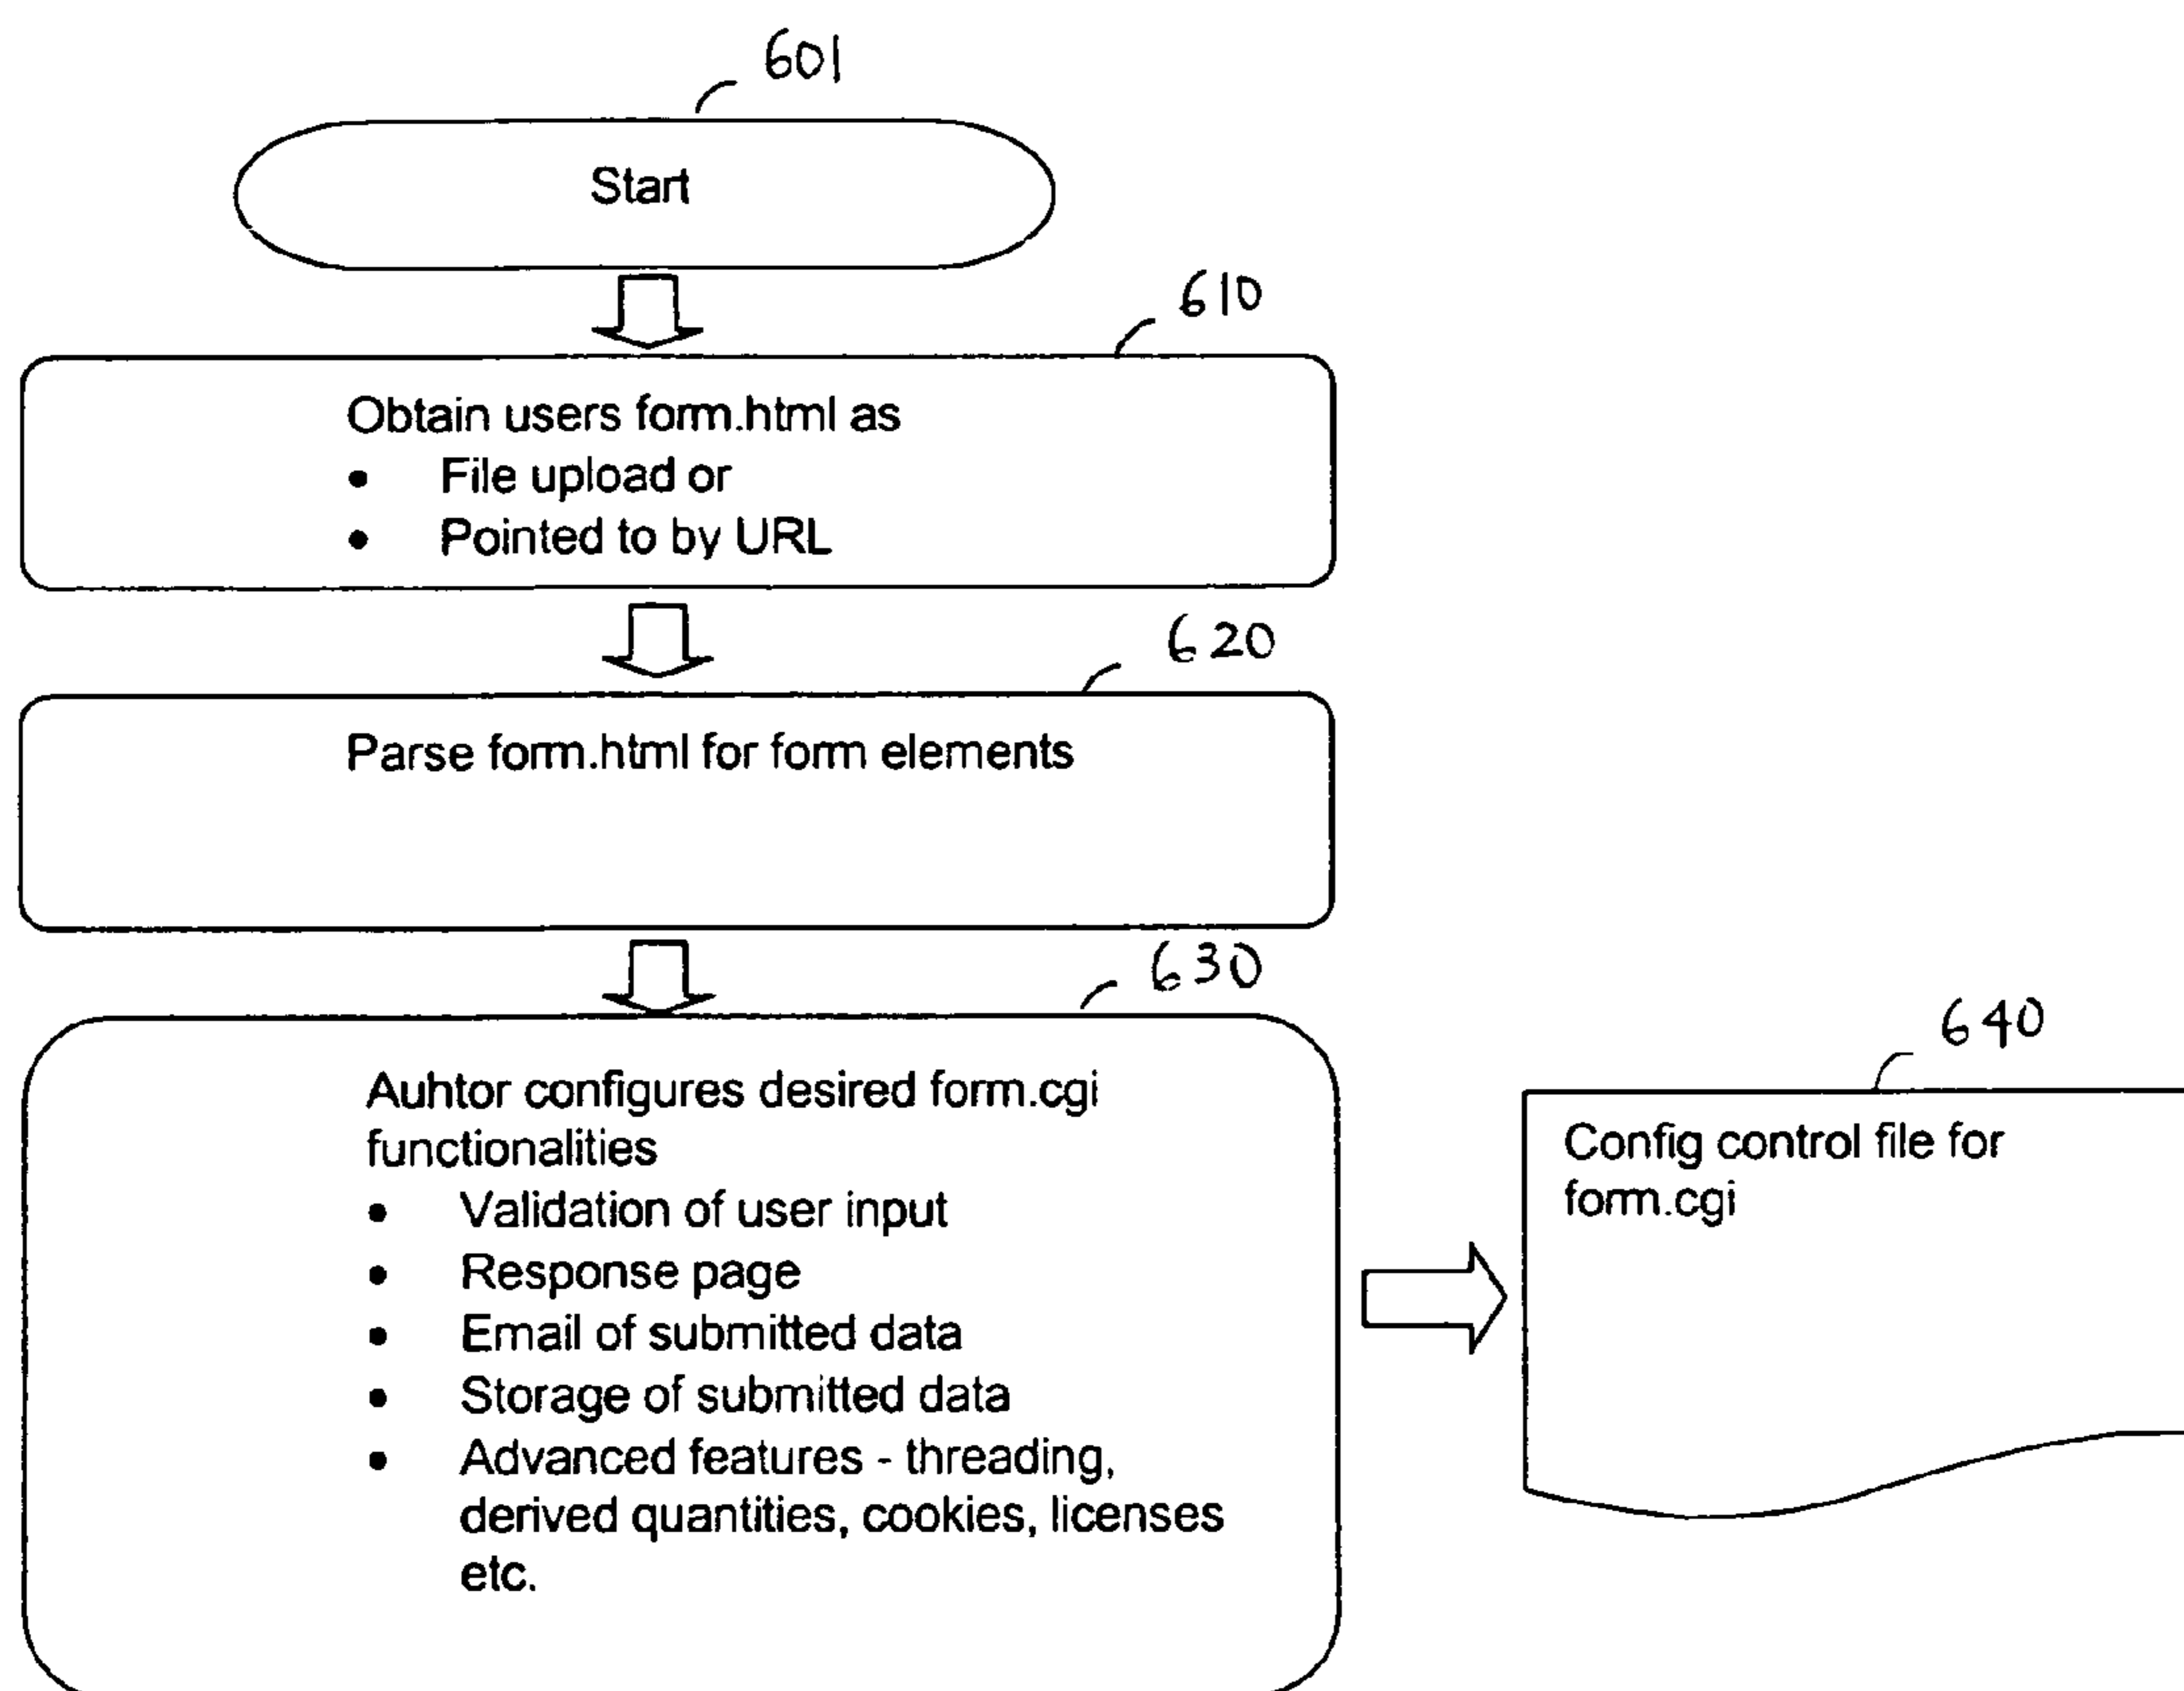 601
Start
610
Obtain users form.html as
• File upload or
• Pointed to by URL
620
Parse form.html for form elements
630
Auhtor configures desired form.cgi
functionalities
• Validation of user input
• Response page
• Email of submitted data
• Storage of submitted data
• Advanced features - threading,
derived quantities, cookies, licenses
etc.
640
Config control file for
form.cgi